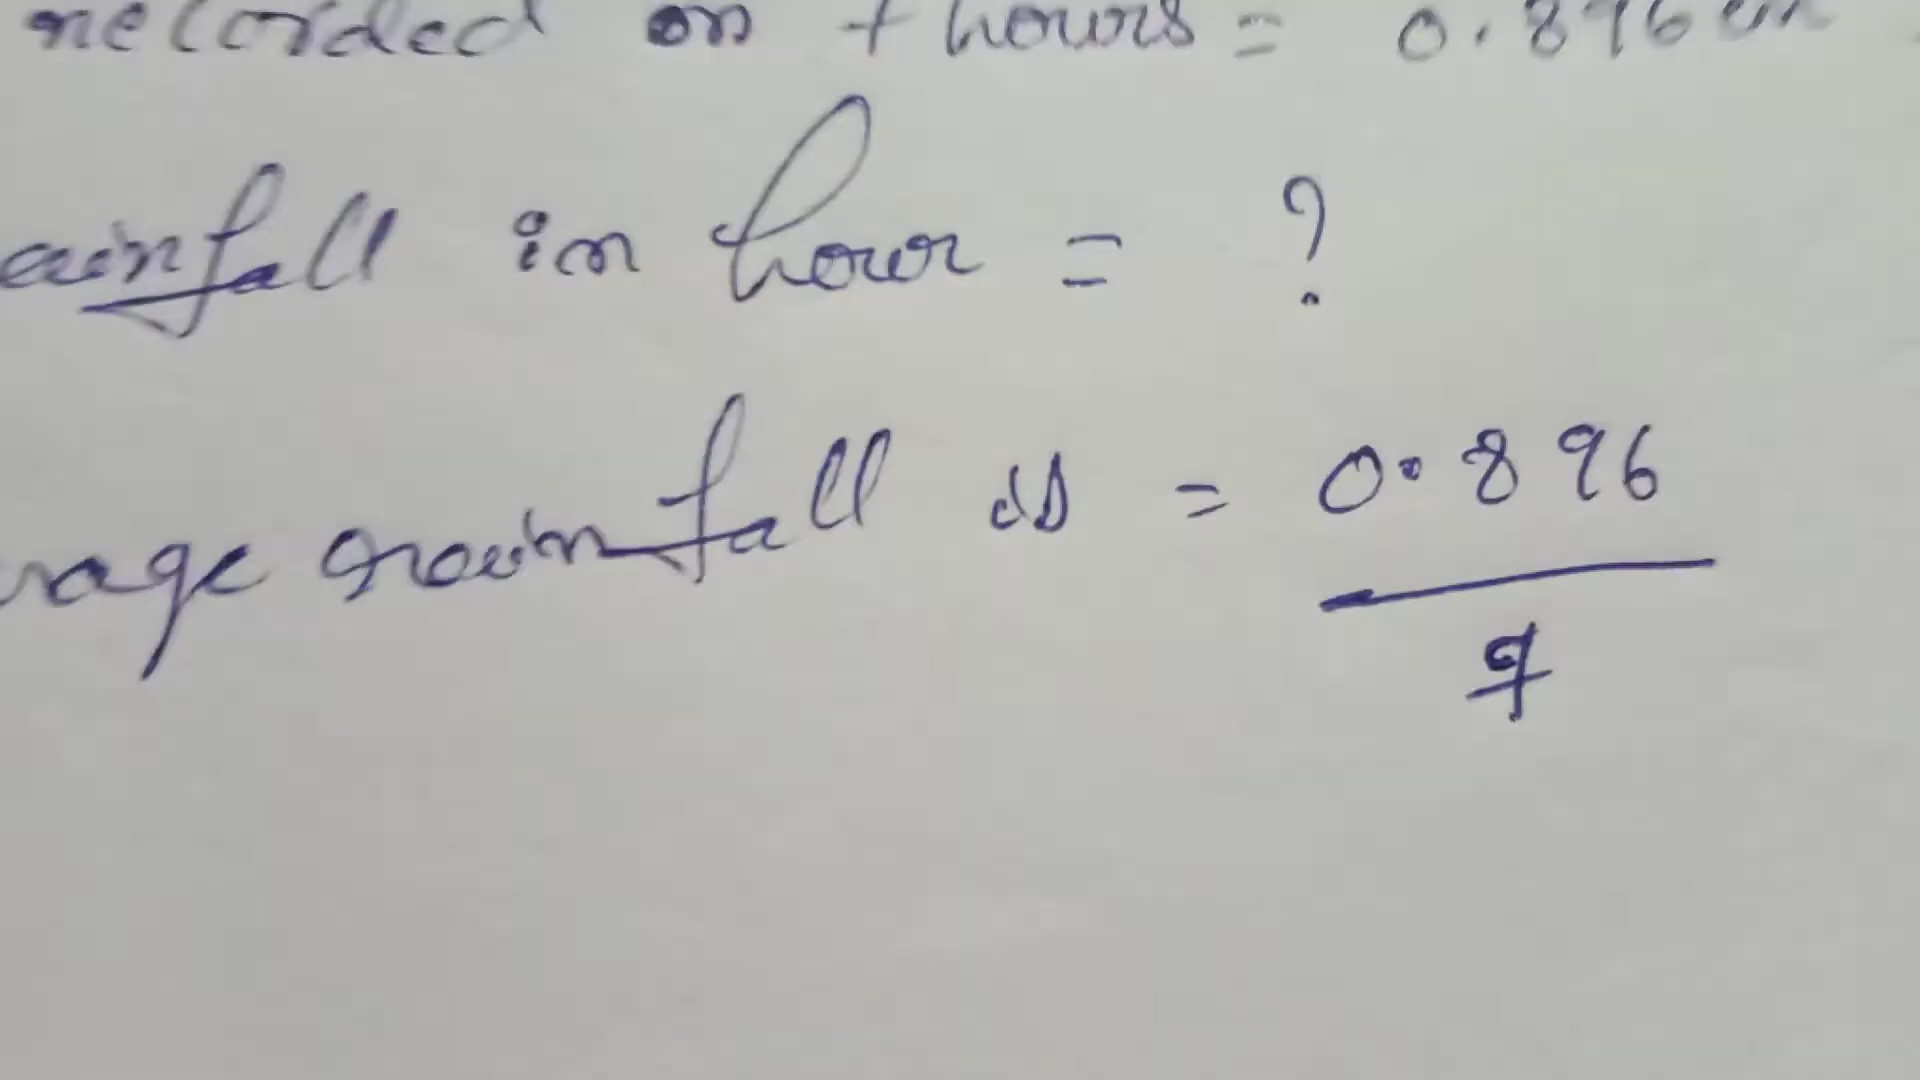 recorded on 7 hours = 0.896 cm
ainfall in hour = ?
rage rainfall is = 0.896
7